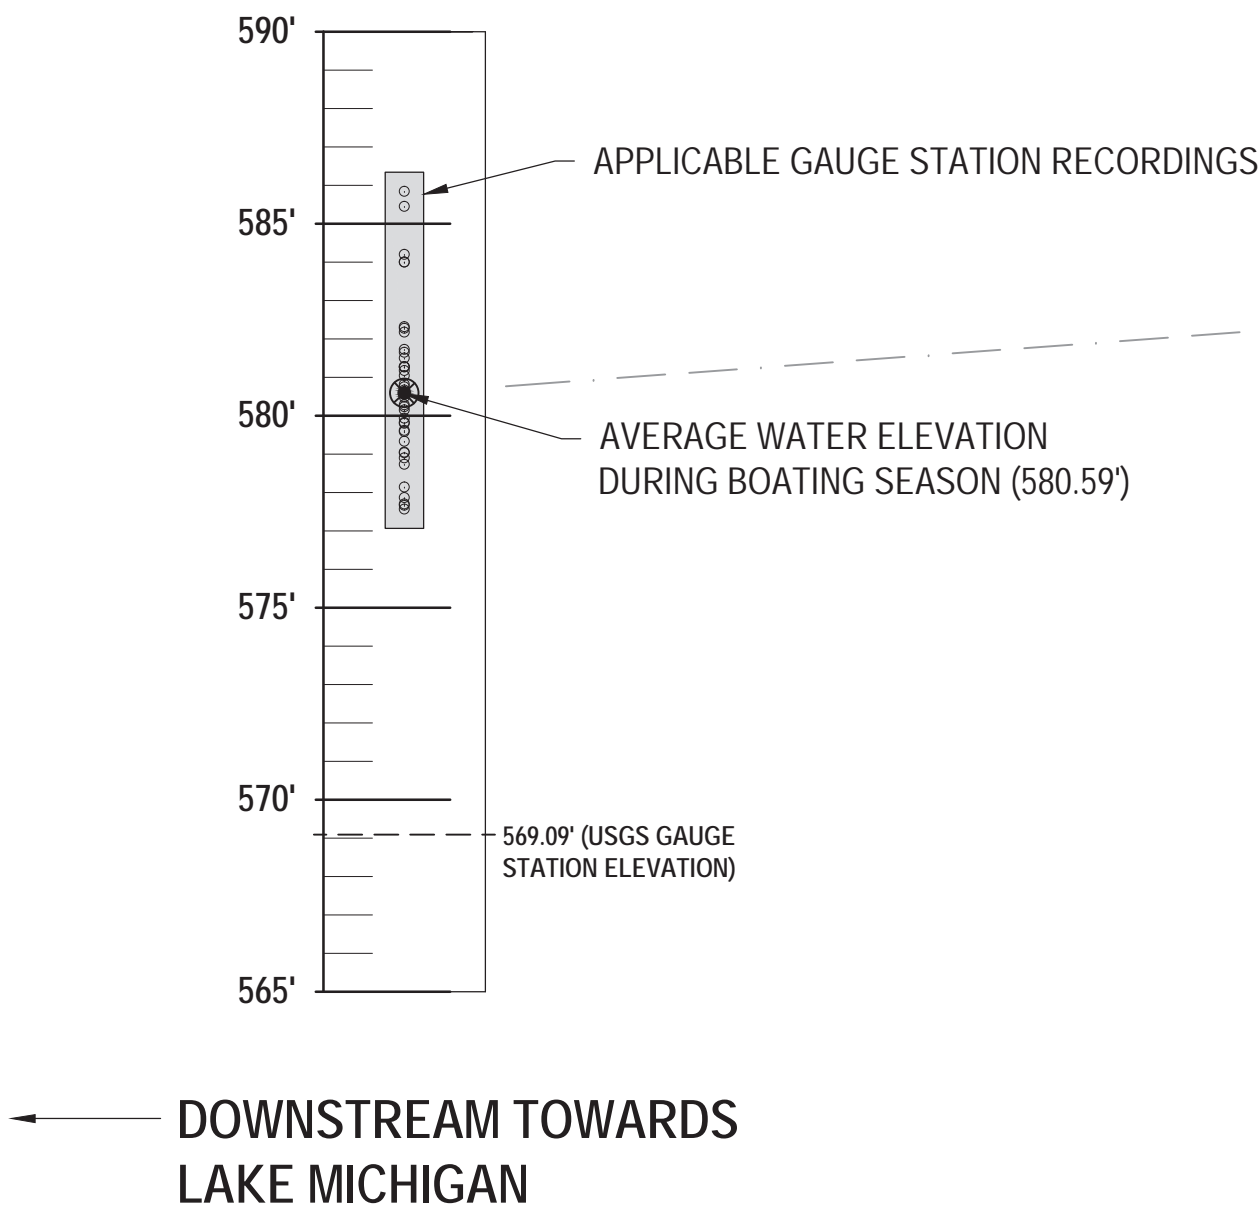 590'
APPLICABLE GAUGE STATION RECORDINGS
585'
580'
AVERAGE WATER ELEVATION
DURING BOATING SEASON (580.59')
575'
570'
569.09' (USGS GAUGE
STATION ELEVATION)
565'
DOWNSTREAM TOWARDS
LAKE MICHIGAN